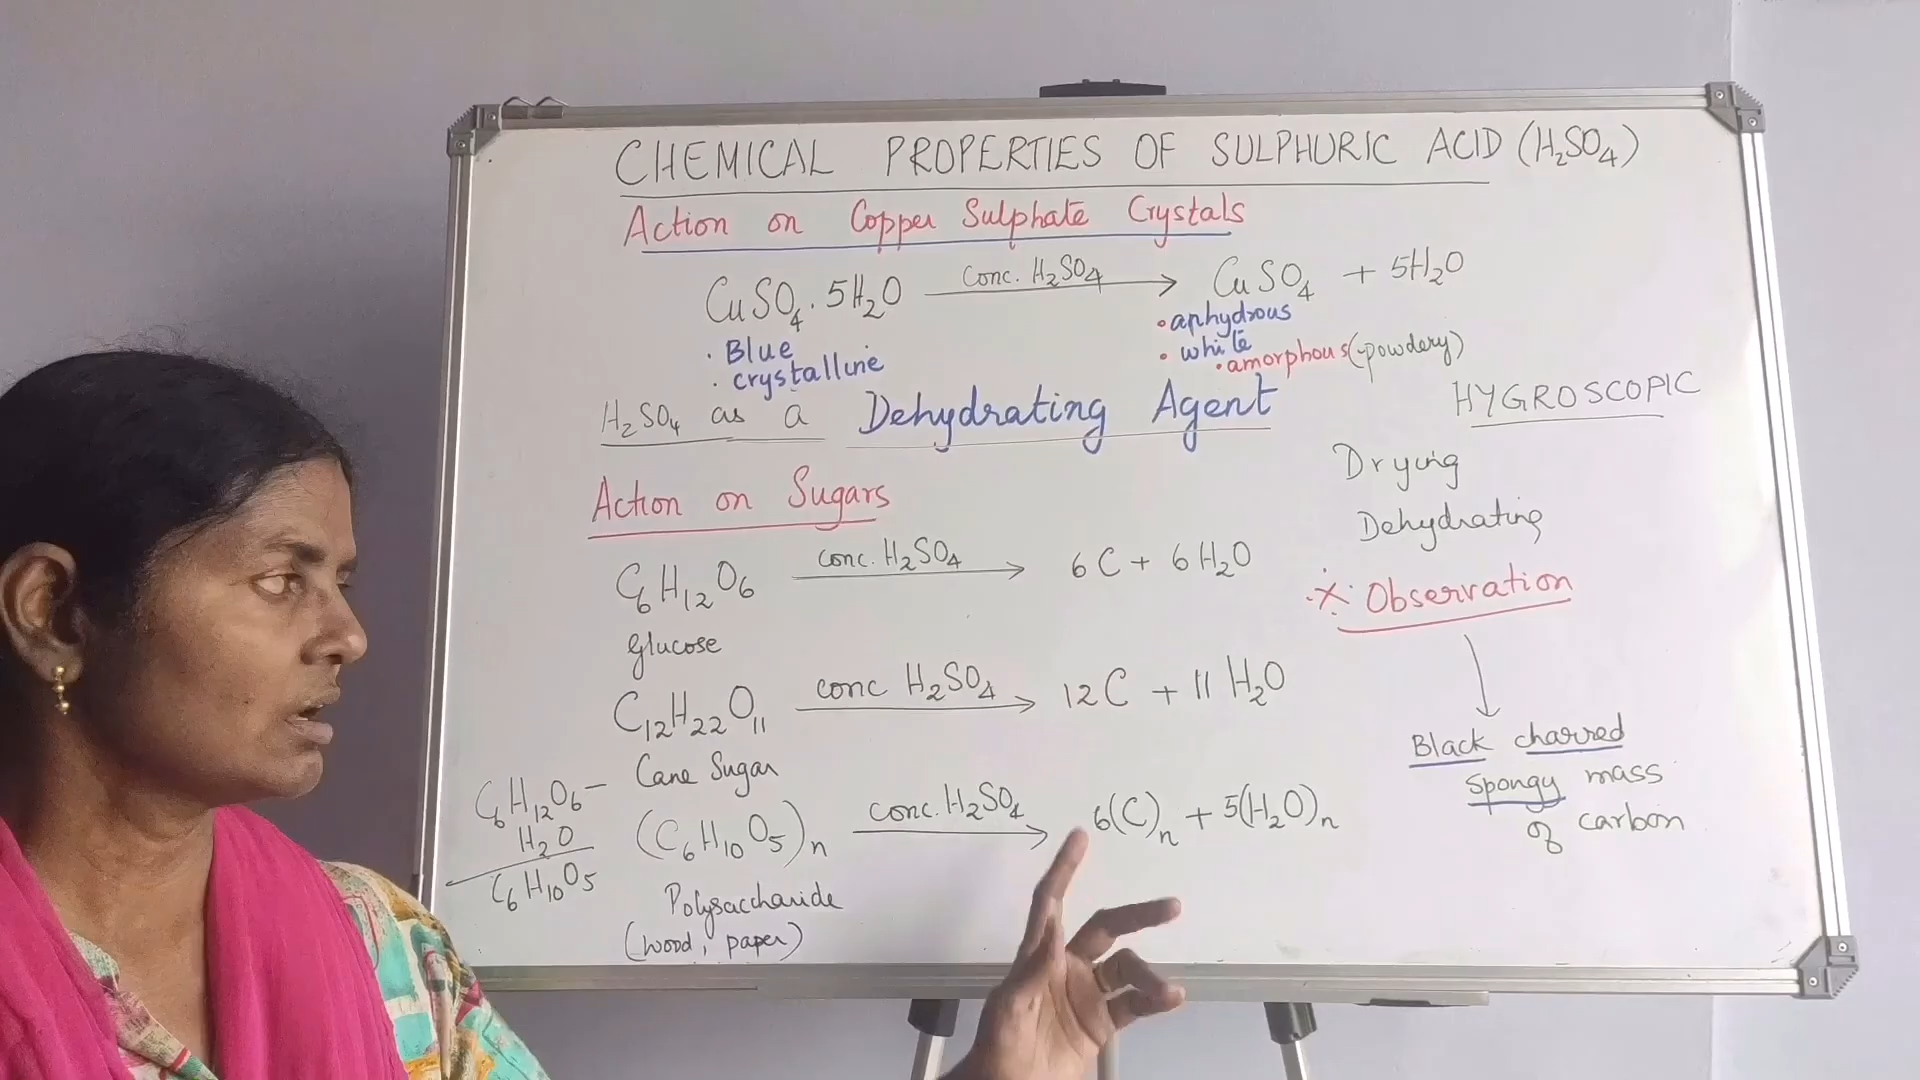 CHEMICAL PROPERTIES OF SULPHURIC ACID (H₂SO₄)
Action on Copper Sulphate Crystals
CuSO₄.5H₂O conc. H₂SO₄ → CuSO₄ + 5H₂O
. Blue
. crystalline
• anhydrous
• white
• amorphous (powdery)
H₂SO₄ as a Dehydrating Agent
HYGROSCOPIC
Drying
Dehydrating
Action on Sugars
C₆H₁₂O₆ conc. H₂SO₄ → 6C + 6H₂O
Glucose
C₁₂H₂₂O₁₁ conc H₂SO₄ → 12C + 11H₂O
Cane Sugar
(C₆H₁₀O₅)ₙ conc. H₂SO₄ → 6(C)ₙ + 5(H₂O)ₙ
Polysaccharide
(wood, paper)
C₆H₁₂O₆ −
H₂O
C₆H₁₀O₅
Observation
Black charred
spongy mass
of carbon